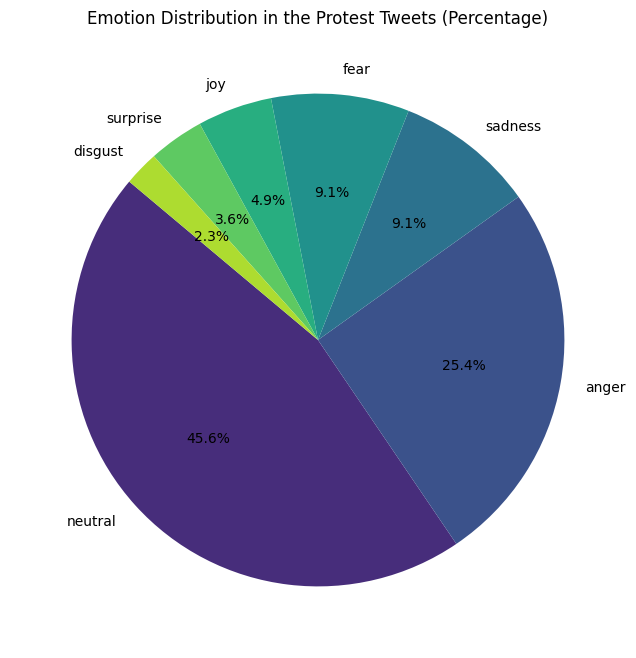 Emotion Distribution in the Protest Tweets (Percentage)
fear
joy
surprise
sadness
disgust
9.1%
4.9%
3.6%
9.1%
2.3%
25.4%
anger
45.6%
neutral